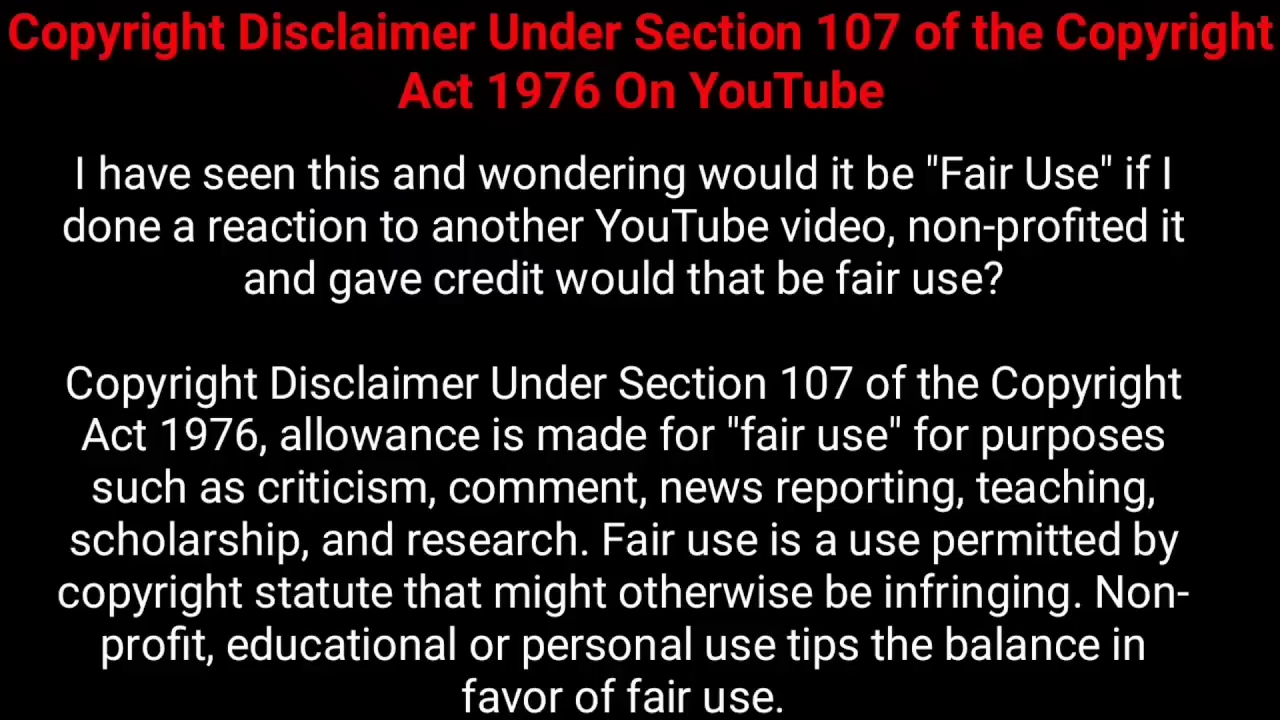 Copyright Disclaimer Under Section 107 of the Copyright
Act 1976 On YouTube
I have seen this and wondering would it be "Fair Use" if I
done a reaction to another YouTube video, non-profited it
and gave credit would that be fair use?
Copyright Disclaimer Under Section 107 of the Copyright
Act 1976, allowance is made for "fair use" for purposes
such as criticism, comment, news reporting, teaching,
scholarship, and research. Fair use is a use permitted by
copyright statute that might otherwise be infringing. Non-
profit, educational or personal use tips the balance in
favor of fair use.